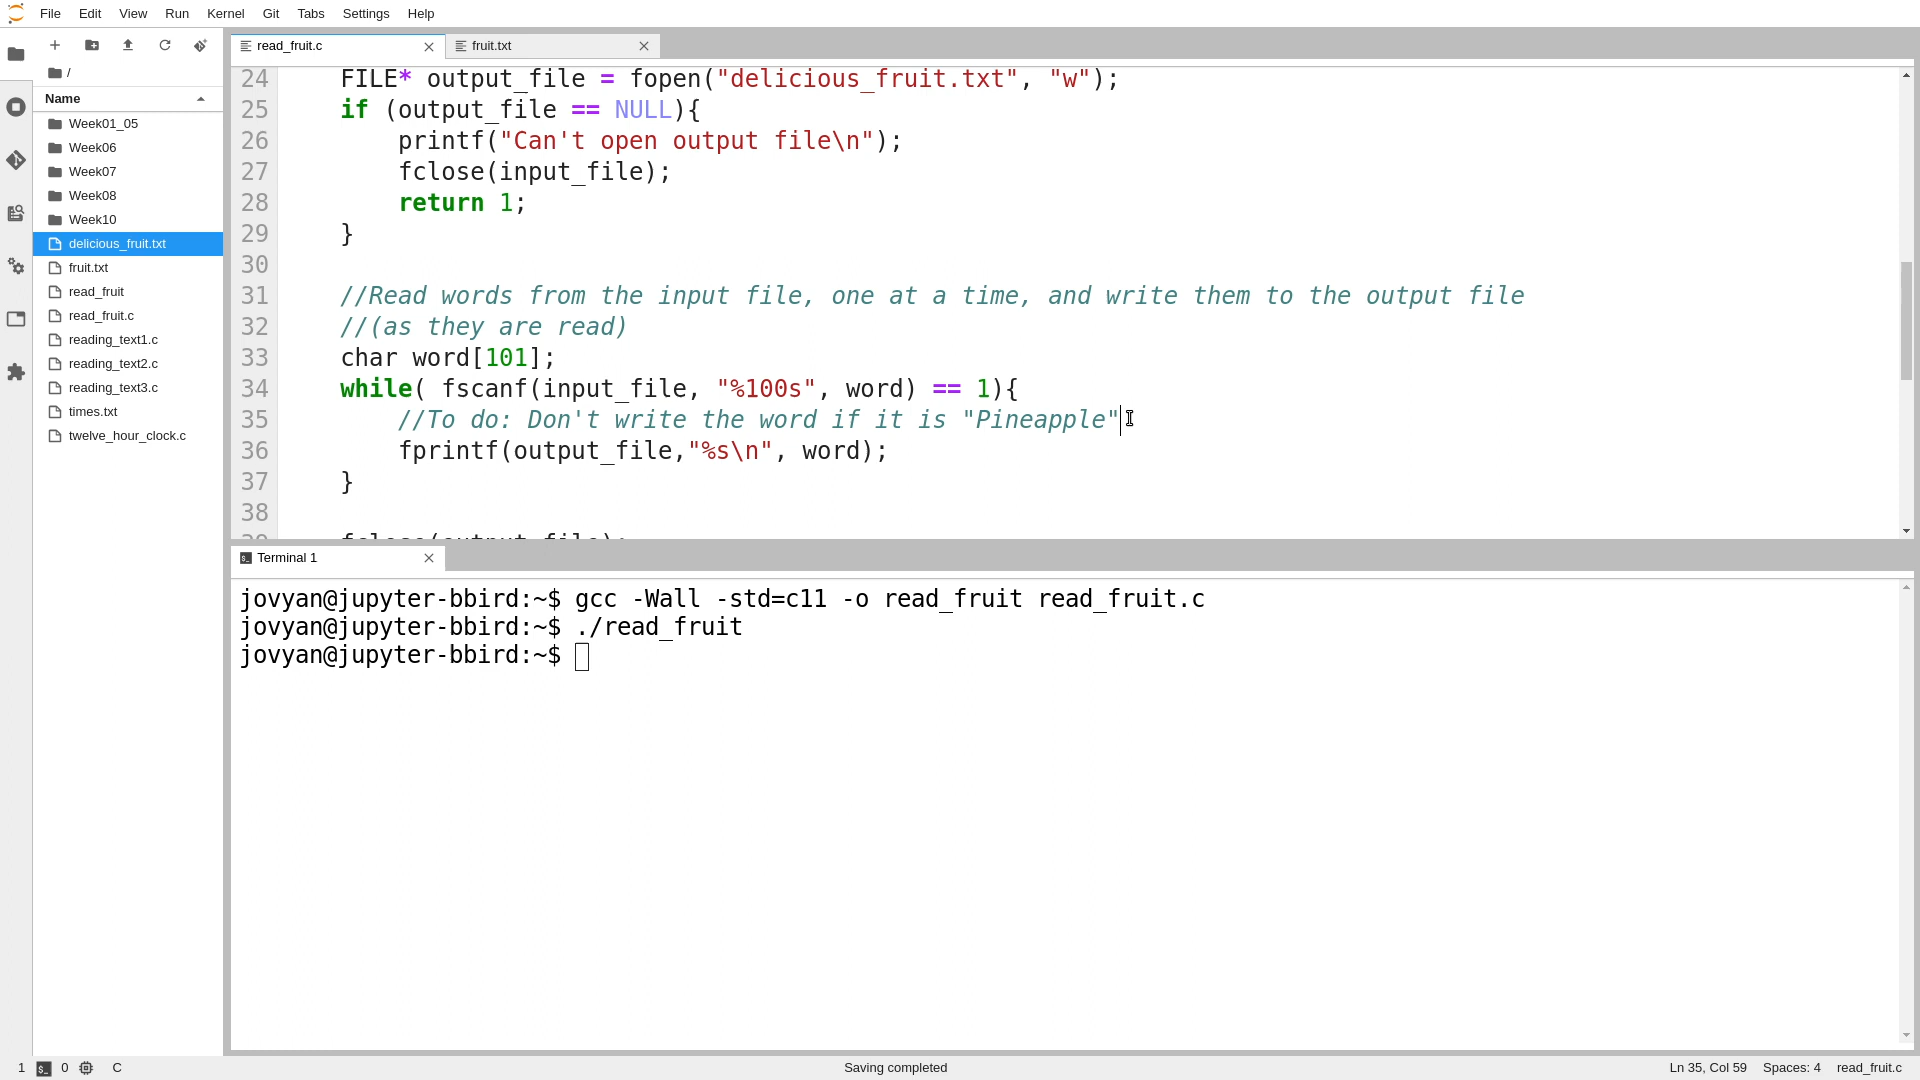 File Edit View Run Kernel Git Tabs Settings Help
read_fruit.c
fruit.txt
/
Name
Week01_05
Week06
Week07
Week08
Week10
delicious_fruit.txt
fruit.txt
read_fruit
read_fruit.c
reading_text1.c
reading_text2.c
reading_text3.c
times.txt
twelve_hour_clock.c
24 FILE* output_file = fopen("delicious_fruit.txt", "w");
25 if (output_file == NULL){
26 printf("Can't open output file\n");
27 fclose(input_file);
28 return 1;
29 }
30
31 //Read words from the input file, one at a time, and write them to the output file
32 //(as they are read)
33 char word[101];
34 while( fscanf(input_file, "%100s", word) == 1){
35 //To do: Don't write the word if it is "Pineapple"
36 fprintf(output_file,"%s\n", word);
37 }
38
39 fclose(output_file);
Terminal 1
jovyan@jupyter-bbird:~$ gcc -Wall -std=c11 -o read_fruit read_fruit.c
jovyan@jupyter-bbird:~$ ./read_fruit
jovyan@jupyter-bbird:~$
1 $_ 0 C Saving completed Ln 35, Col 59 Spaces: 4 read_fruit.c